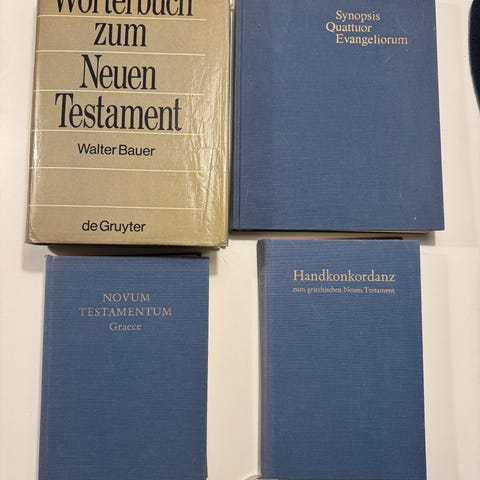 Wörterbuch
zum
Neuen
Testament
Walter Bauer
de Gruyter
Synopsis
Quattuor
Evangeliorum
NOVUM
TESTAMENTUM
Graece
Handkonkordanz
zum griechischen Neuen Testament